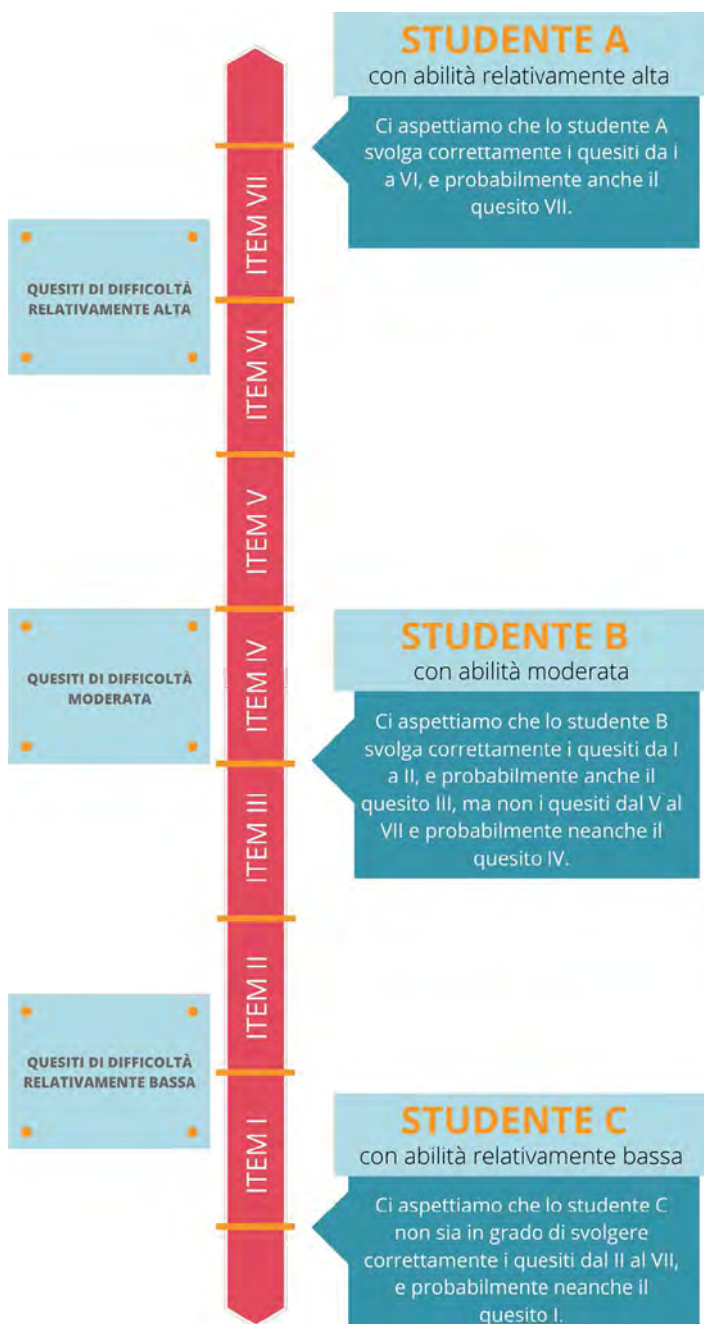 STUDENTE A
con abilità relativamente alta
Ci aspettiamo che lo studente A
svolga correttamente i quesiti da i
a VI, e probabilmente anche il
quesito VII.
ITEM VII
QUESITI DI DIFFICOLTÀ
RELATIVAMENTE ALTA
ITEM VI
ITEM V
STUDENTE B
con abilità moderata
QUESITI DI DIFFICOLTÀ
MODERATA
ITEM IV
Ci aspettiamo che lo studente B
svolga correttamente i quesiti da I
a II, e probabilmente anche il
quesito III, ma non i quesiti dal V al
VII e probabilmente neanche il
quesito IV.
ITEM III
ITEM II
QUESITI DI DIFFICOLTÀ
RELATIVAMENTE BASSA
ITEM I
STUDENTE C
con abilità relativamente bassa
Ci aspettiamo che lo studente C
non sia in grado di svolgere
correttamente i quesiti dal II al VII,
e probabilmente neanche il
quesito I.